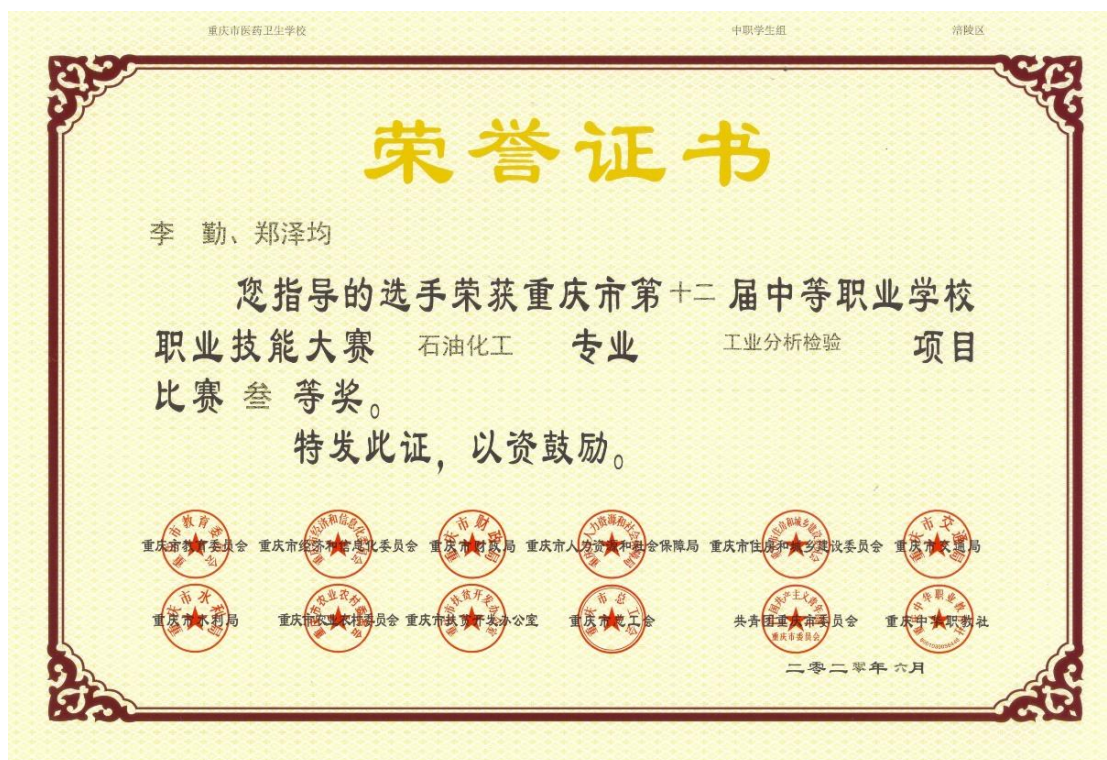 重庆市医药卫生学校 中职学生组 涪陵区
荣誉证书
李 勤、郑泽均
您指导的选手荣获重庆市第十二届中等职业学校
职业技能大赛 石油化工 专业 工业分析检验 项目
比赛 叁 等奖。
特发此证，以资鼓励。
重庆市教育委员会 重庆市经济和信息化委员会 重庆市财政局 重庆市人力资源和社会保障局 重庆市住房和城乡建设委员会 重庆市交通局
重庆市水利局 重庆市农业农村委员会 重庆市扶贫开发办公室 重庆市总工会 共青团重庆市委员会 重庆中华职教社
二零二零年六月